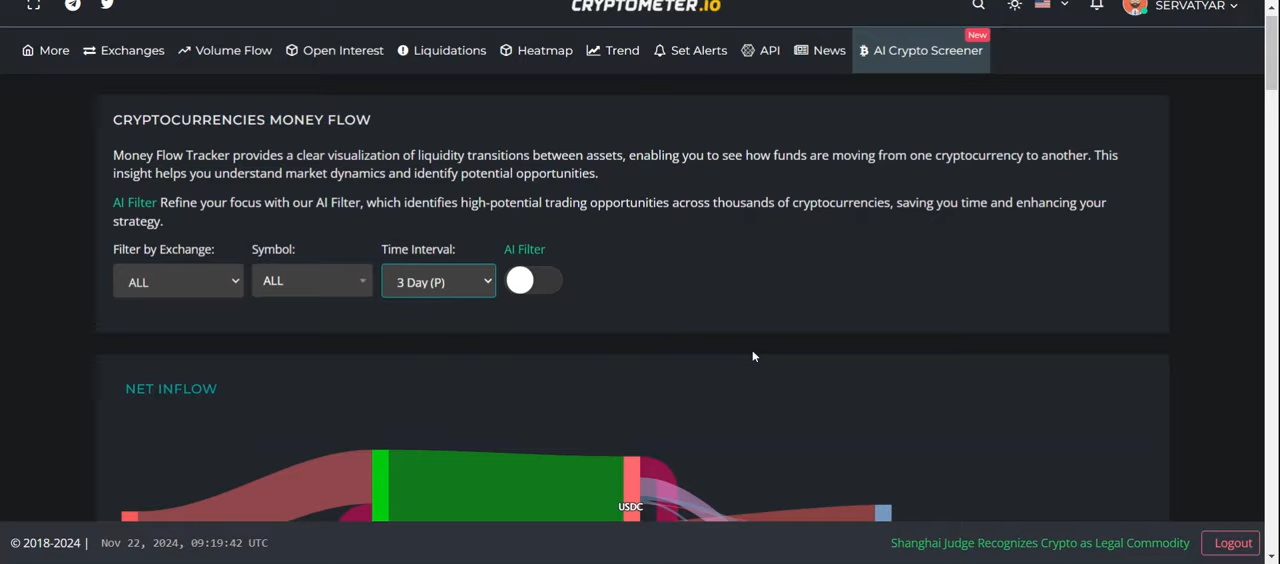 CRYPTOMETER.IO
SERVATYAR
More Exchanges Volume Flow Open Interest Liquidations Heatmap Trend Set Alerts API News AI Crypto Screener New
CRYPTOCURRENCIES MONEY FLOW
Money Flow Tracker provides a clear visualization of liquidity transitions between assets, enabling you to see how funds are moving from one cryptocurrency to another. This
insight helps you understand market dynamics and identify potential opportunities.
AI Filter Refine your focus with our AI Filter, which identifies high-potential trading opportunities across thousands of cryptocurrencies, saving you time and enhancing your
strategy.
Filter by Exchange: Symbol: Time Interval: AI Filter
ALL ALL 3 Day (P)
NET INFLOW
USDC
© 2018-2024 | Nov 22, 2024, 09:19:42 UTC Shanghai Judge Recognizes Crypto as Legal Commodity Logout